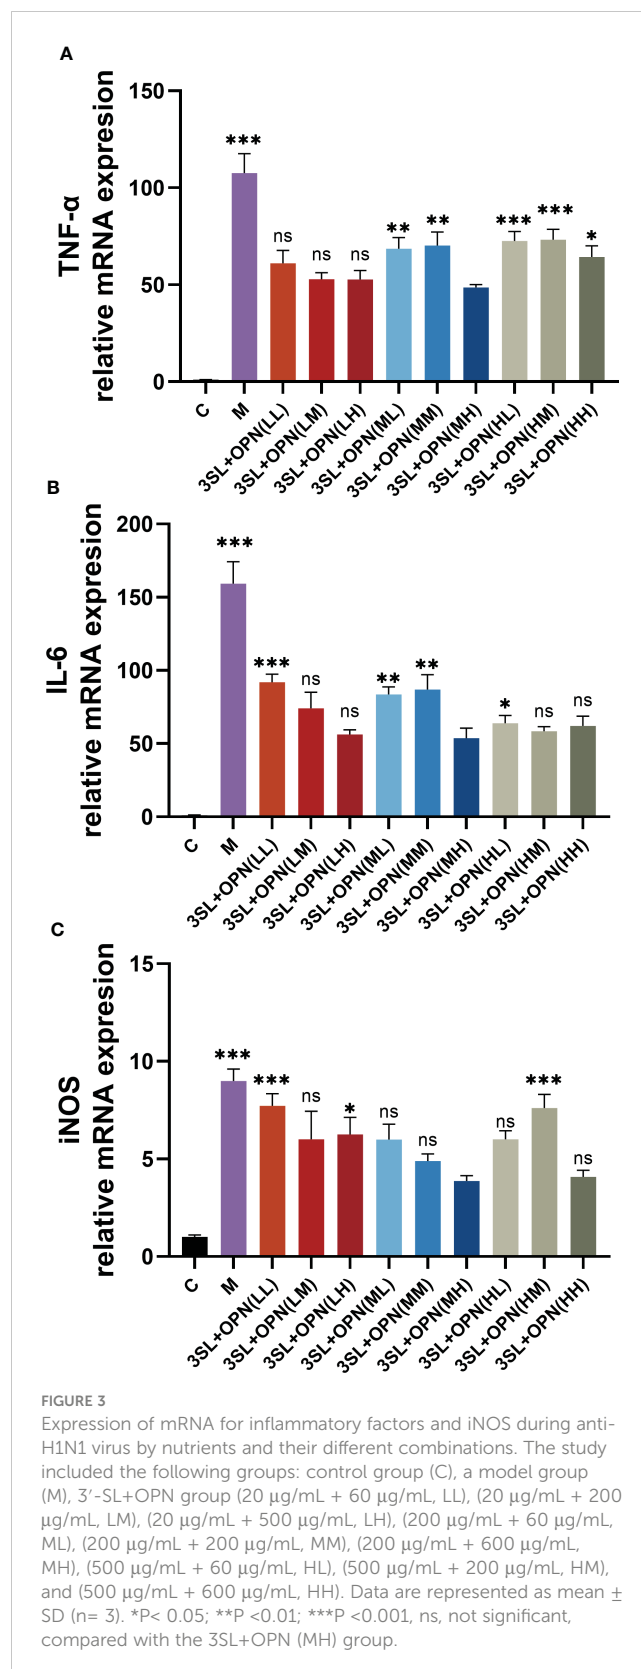 A
TNF-α
relative mRNA expresion
150
100
50
0
***
ns
ns
ns
**
**
***
***
*
C
M
3SL+OPN(LL)
3SL+OPN(LM)
3SL+OPN(LH)
3SL+OPN(ML)
3SL+OPN(MM)
3SL+OPN(MH)
3SL+OPN(HL)
3SL+OPN(HM)
3SL+OPN(HH)
B
IL-6
relative mRNA expresion
200
150
100
50
0
***
***
ns
ns
**
**
*
ns
ns
C
M
3SL+OPN(LL)
3SL+OPN(LM)
3SL+OPN(LH)
3SL+OPN(ML)
3SL+OPN(MM)
3SL+OPN(MH)
3SL+OPN(HL)
3SL+OPN(HM)
3SL+OPN(HH)
C
iNOS
relative mRNA expresion
15
10
5
0
***
***
ns
*
ns
ns
ns
***
ns
C
M
3SL+OPN(LL)
3SL+OPN(LM)
3SL+OPN(LH)
3SL+OPN(ML)
3SL+OPN(MM)
3SL+OPN(MH)
3SL+OPN(HL)
3SL+OPN(HM)
3SL+OPN(HH)
FIGURE 3
Expression of mRNA for inflammatory factors and iNOS during anti-
H1N1 virus by nutrients and their different combinations. The study
included the following groups: control group (C), a model group
(M), 3′-SL+OPN group (20 μg/mL + 60 μg/mL, LL), (20 μg/mL + 200
μg/mL, LM), (20 μg/mL + 500 μg/mL, LH), (200 μg/mL + 60 μg/mL,
ML), (200 μg/mL + 200 μg/mL, MM), (200 μg/mL + 600 μg/mL,
MH), (500 μg/mL + 60 μg/mL, HL), (500 μg/mL + 200 μg/mL, HM),
and (500 μg/mL + 600 μg/mL, HH). Data are represented as mean ±
SD (n= 3). *P< 0.05; **P <0.01; ***P <0.001, ns, not significant,
compared with the 3SL+OPN (MH) group.